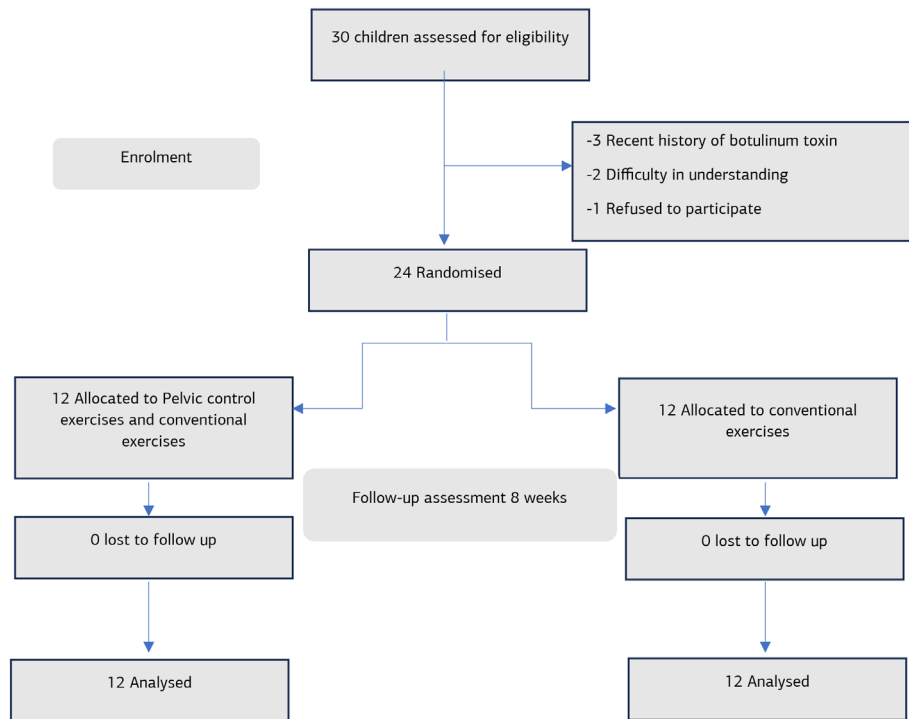 30 children assessed for eligibility
Enrolment
-3 Recent history of botulinum toxin
-2 Difficulty in understanding
-1 Refused to participate
24 Randomised
12 Allocated to Pelvic control
exercises and conventional
exercises
12 Allocated to conventional
exercises
Follow-up assessment 8 weeks
0 lost to follow up
0 lost to follow up
12 Analysed
12 Analysed